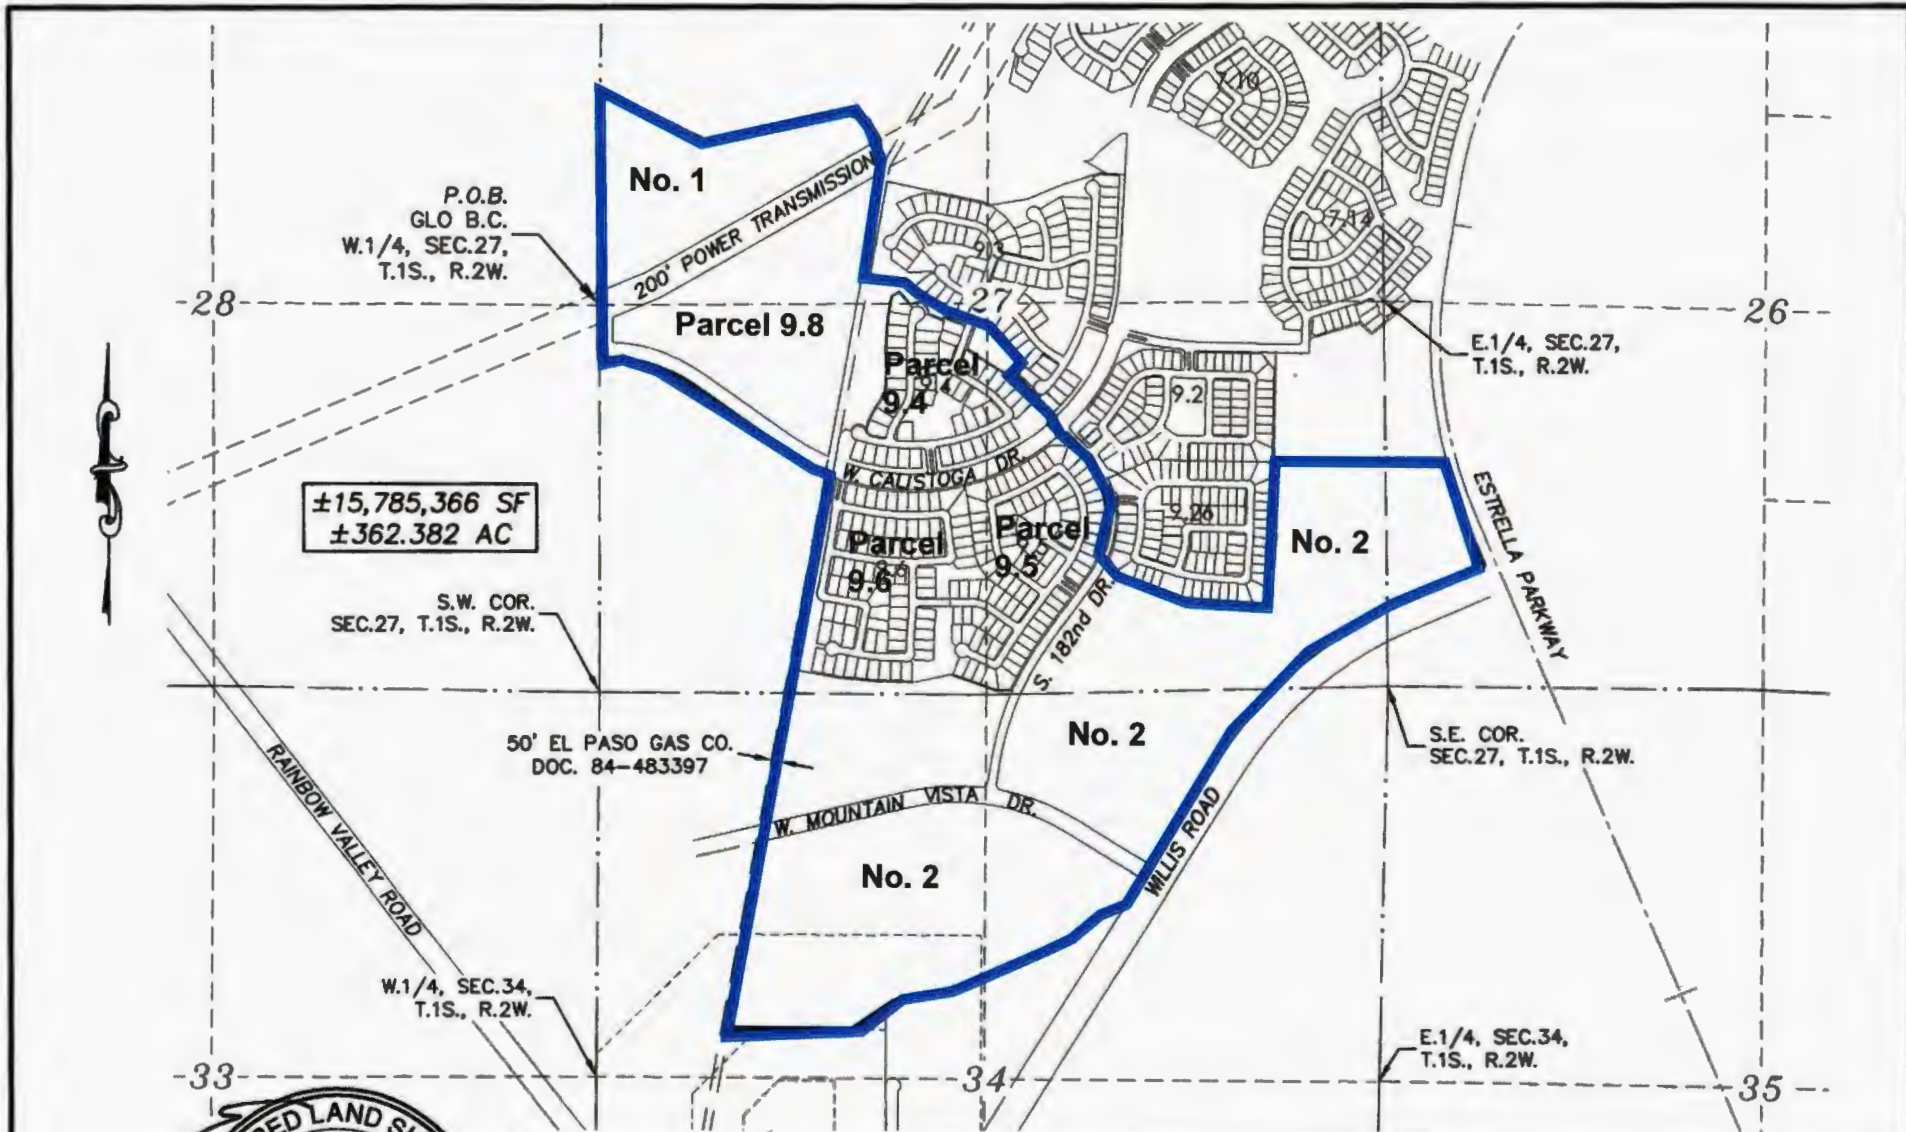 7.10
No. 1
P.O.B.
GLO B.C.
W.1/4, SEC.27,
T.1S., R.2W.
200' POWER TRANSMISSION
7.14
9.3
28
27
26
Parcel 9.8
E.1/4, SEC.27,
T.1S., R.2W.
Parcel
9.4
9.4
9.2
W. CALISTOGA DR.
±15,785,366 SF
±362.382 AC
ESTRELLA PARKWAY
9.26
No. 2
Parcel
9.5
Parcel
9.6
9.6
S.W. COR.
SEC.27, T.1S., R.2W.
S. 182nd DR.
No. 2
50' EL PASO GAS CO.
DOC. 84-483397
S.E. COR.
SEC.27, T.1S., R.2W.
RAINBOW VALLEY ROAD
W. MOUNTAIN VISTA DR.
WILLIS ROAD
No. 2
W.1/4, SEC.34,
T.1S., R.2W.
E.1/4, SEC.34,
T.1S., R.2W.
33
34
35
LAND